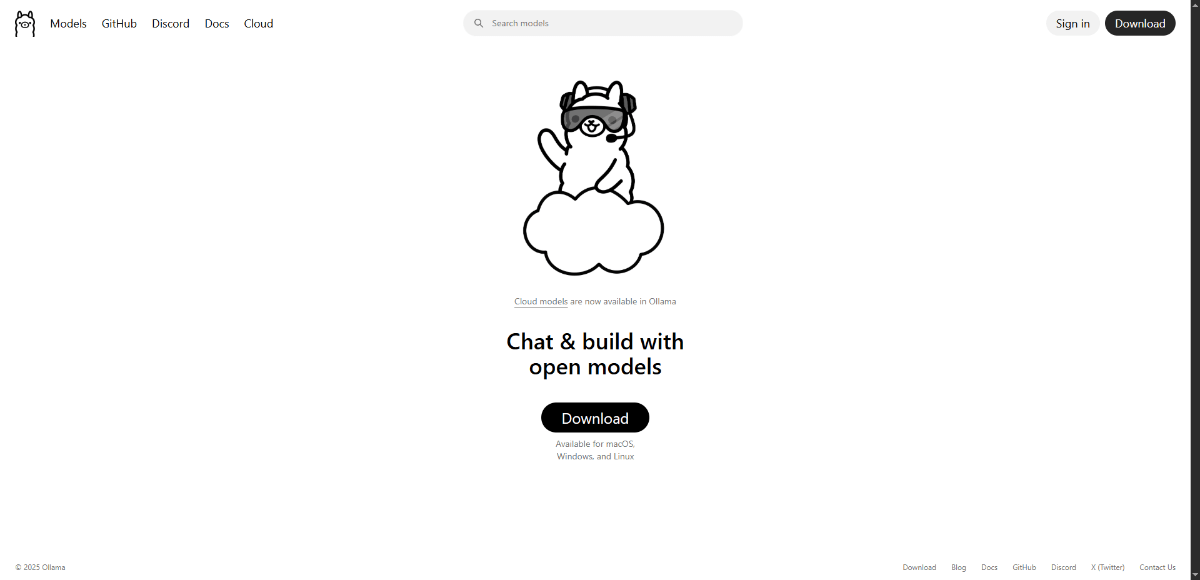 Models GitHub Discord Docs Cloud Search models Sign in Download
Cloud models are now available in Ollama
Chat & build with
open models
Download
Available for macOS,
Windows, and Linux
© 2025 Ollama Download Blog Docs GitHub Discord X (Twitter) Contact Us